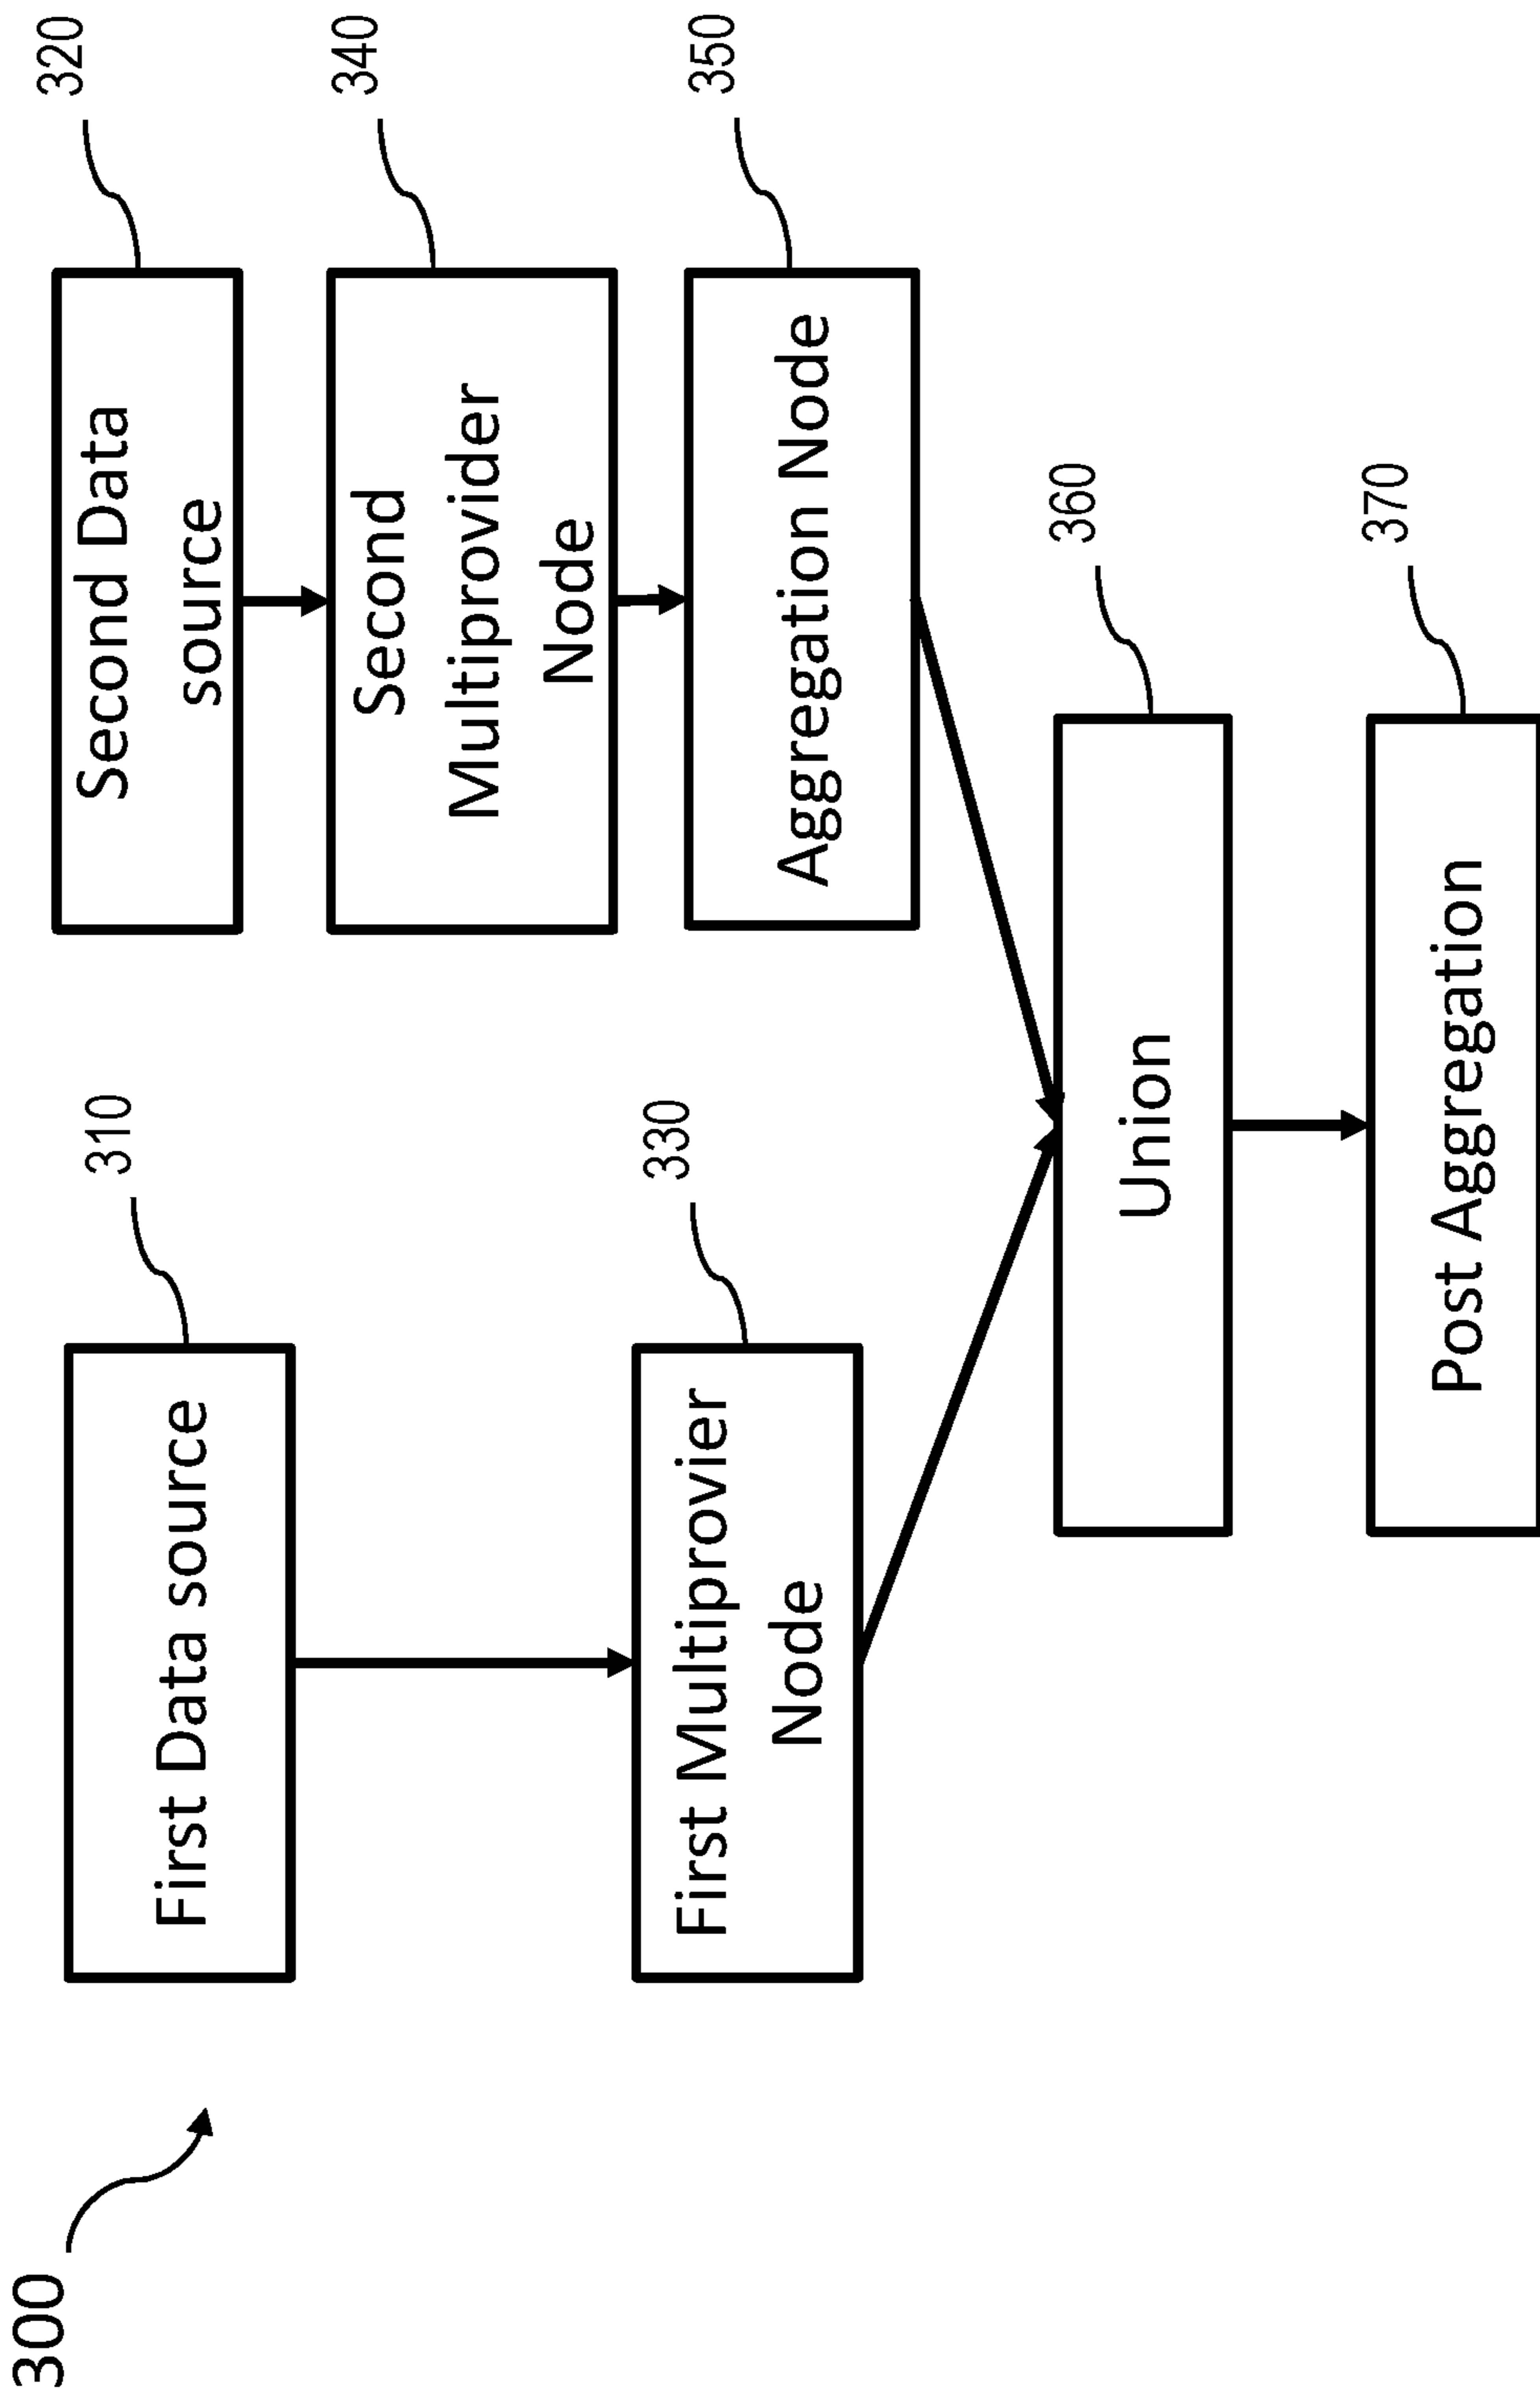 300
310
First Data source
320
Second Data
source
330
First Multiprovier
Node
340
Second
Multiprovider
Node
350
Aggregation Node
360
Union
370
Post Aggregation